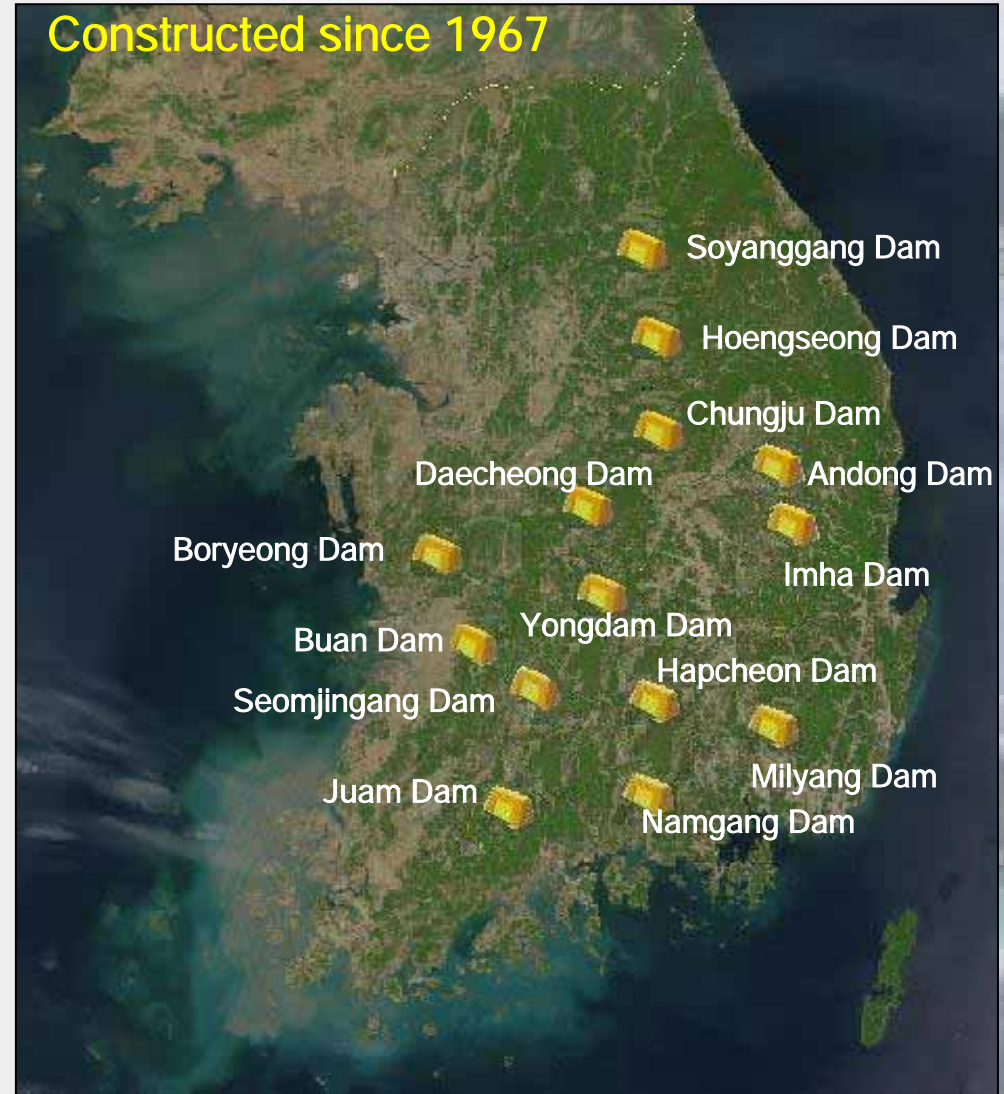 Constructed since 1967
Soyanggang Dam
Hoengseong Dam
Chungju Dam
Daecheong Dam
Andong Dam
Boryeong Dam
Imha Dam
Yongdam Dam
Buan Dam
Hapcheon Dam
Seomjingang Dam
Milyang Dam
Juam Dam
Namgang Dam